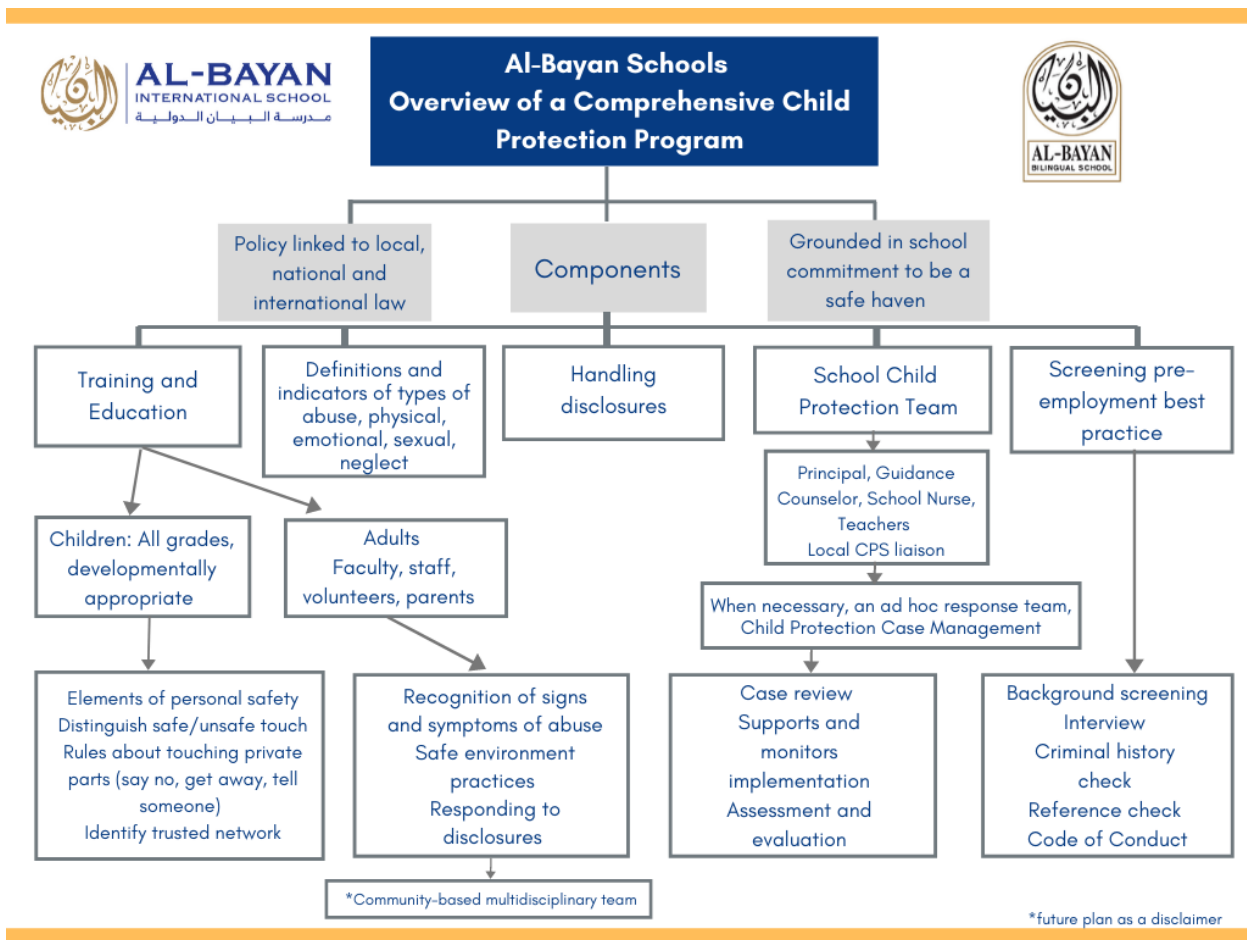 AL-BAYAN
INTERNATIONAL SCHOOL
مدرسة البيان الدولية
Al-Bayan Schools
Overview of a Comprehensive Child
Protection Program
البيان
AL-BAYAN
BILINGUAL SCHOOL
Policy linked to local,
national and
international law
Components
Grounded in school
commitment to be a
safe haven
Training and
Education
Definitions and
indicators of types of
abuse, physical,
emotional, sexual,
neglect
Handling
disclosures
School Child
Protection Team
Screening pre-
employment best
practice
Principal, Guidance
Counselor, School Nurse,
Teachers
Local CPS liaison
Children: All grades,
developmentally
appropriate
Adults
Faculty, staff,
volunteers, parents
When necessary, an ad hoc response team,
Child Protection Case Management
Elements of personal safety
Distinguish safe/unsafe touch
Rules about touching private
parts (say no, get away, tell
someone)
Identify trusted network
Recognition of signs
and symptoms of abuse
Safe environment
practices
Responding to
disclosures
Case review
Supports and
monitors
implementation
Assessment and
evaluation
Background screening
Interview
Criminal history
check
Reference check
Code of Conduct
*Community-based multidisciplinary team
*future plan as a disclaimer